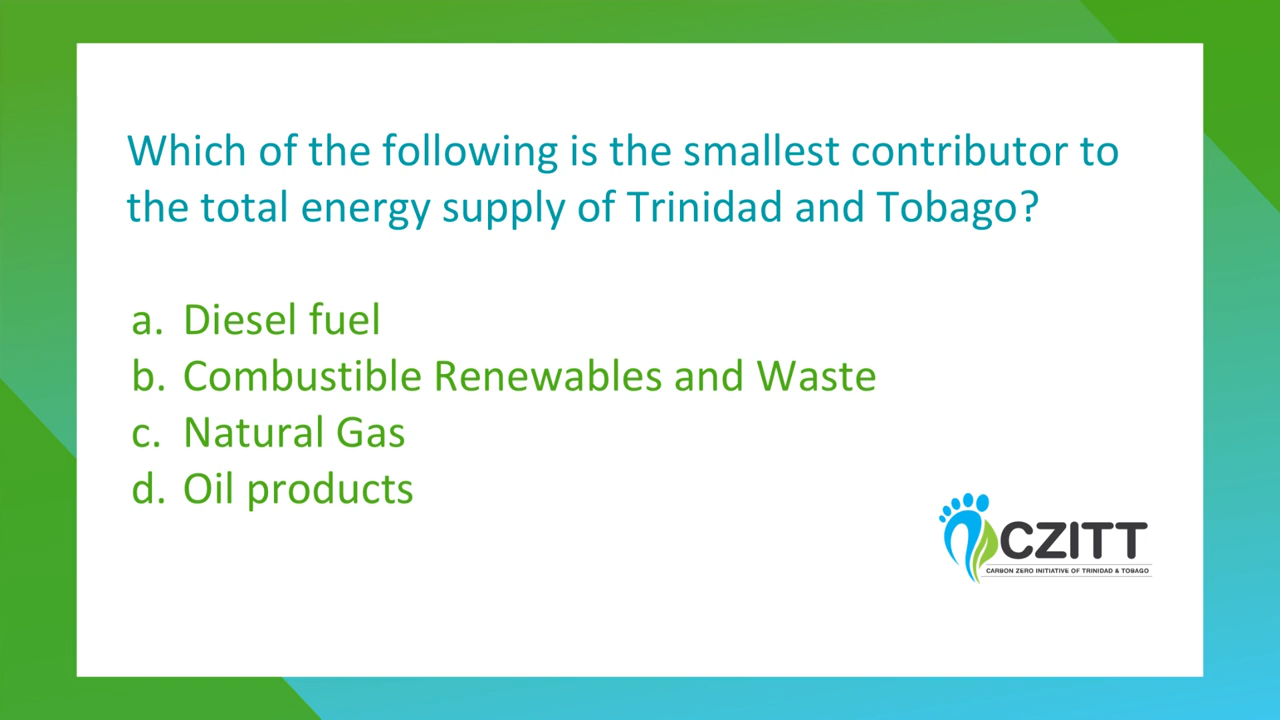 Which of the following is the smallest contributor to
the total energy supply of Trinidad and Tobago?
a. Diesel fuel
b. Combustible Renewables and Waste
c. Natural Gas
d. Oil products
CZITT
CARBON ZERO INITIATIVE OF TRINIDAD & TOBAGO